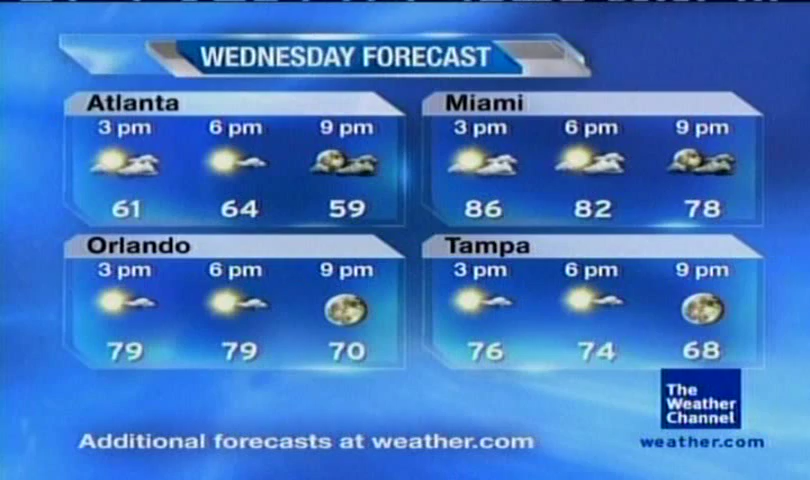 WEDNESDAY FORECAST
Atlanta
3 pm 6 pm 9 pm
61 64 59
Miami
3 pm 6 pm 9 pm
86 82 78
Orlando
3 pm 6 pm 9 pm
79 79 70
Tampa
3 pm 6 pm 9 pm
76 74 68
The
Weather
Channel
Additional forecasts at weather.com
weather.com